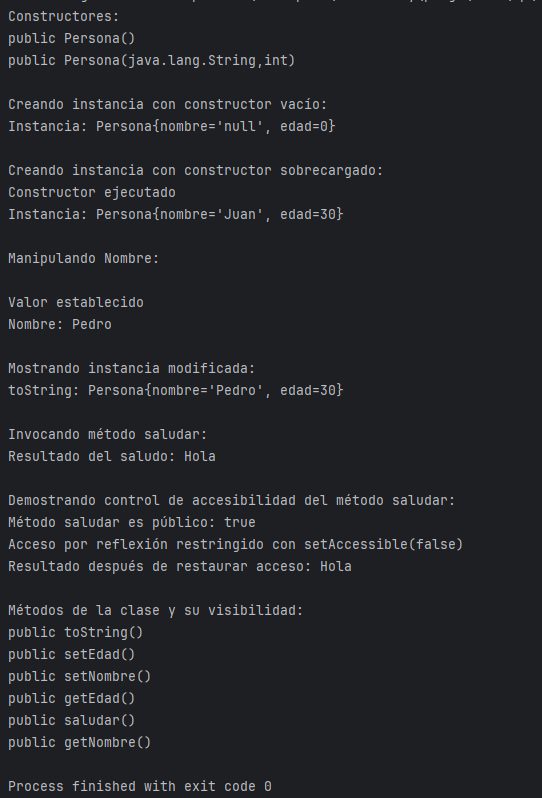 Constructores:
public Persona()
public Persona(java.lang.String,int)
Creando instancia con constructor vacío:
Instancia: Persona{nombre='null', edad=0}
Creando instancia con constructor sobrecargado:
Constructor ejecutado
Instancia: Persona{nombre='Juan', edad=30}
Manipulando Nombre:
Valor establecido
Nombre: Pedro
Mostrando instancia modificada:
toString: Persona{nombre='Pedro', edad=30}
Invocando método saludar:
Resultado del saludo: Hola
Demostrando control de accesibilidad del método saludar:
Método saludar es público: true
Acceso por reflexión restringido con setAccessible(false)
Resultado después de restaurar acceso: Hola
Métodos de la clase y su visibilidad:
public toString()
public setEdad()
public setNombre()
public getEdad()
public saludar()
public getNombre()
Process finished with exit code 0